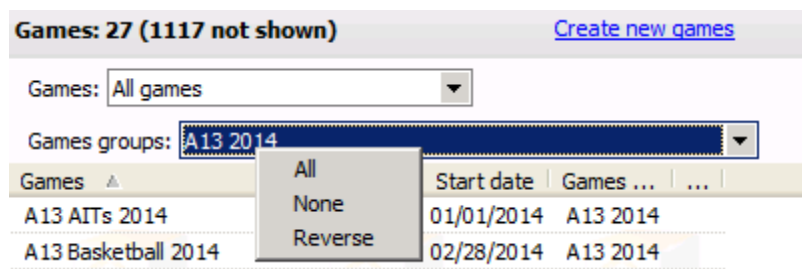 Games: 27 (1117 not shown) Create new games
Games: All games
Games groups: A13 2014
Games Start date Games ... ...
All
None
Reverse
A13 AITs 2014 01/01/2014 A13 2014
A13 Basketball 2014 02/28/2014 A13 2014